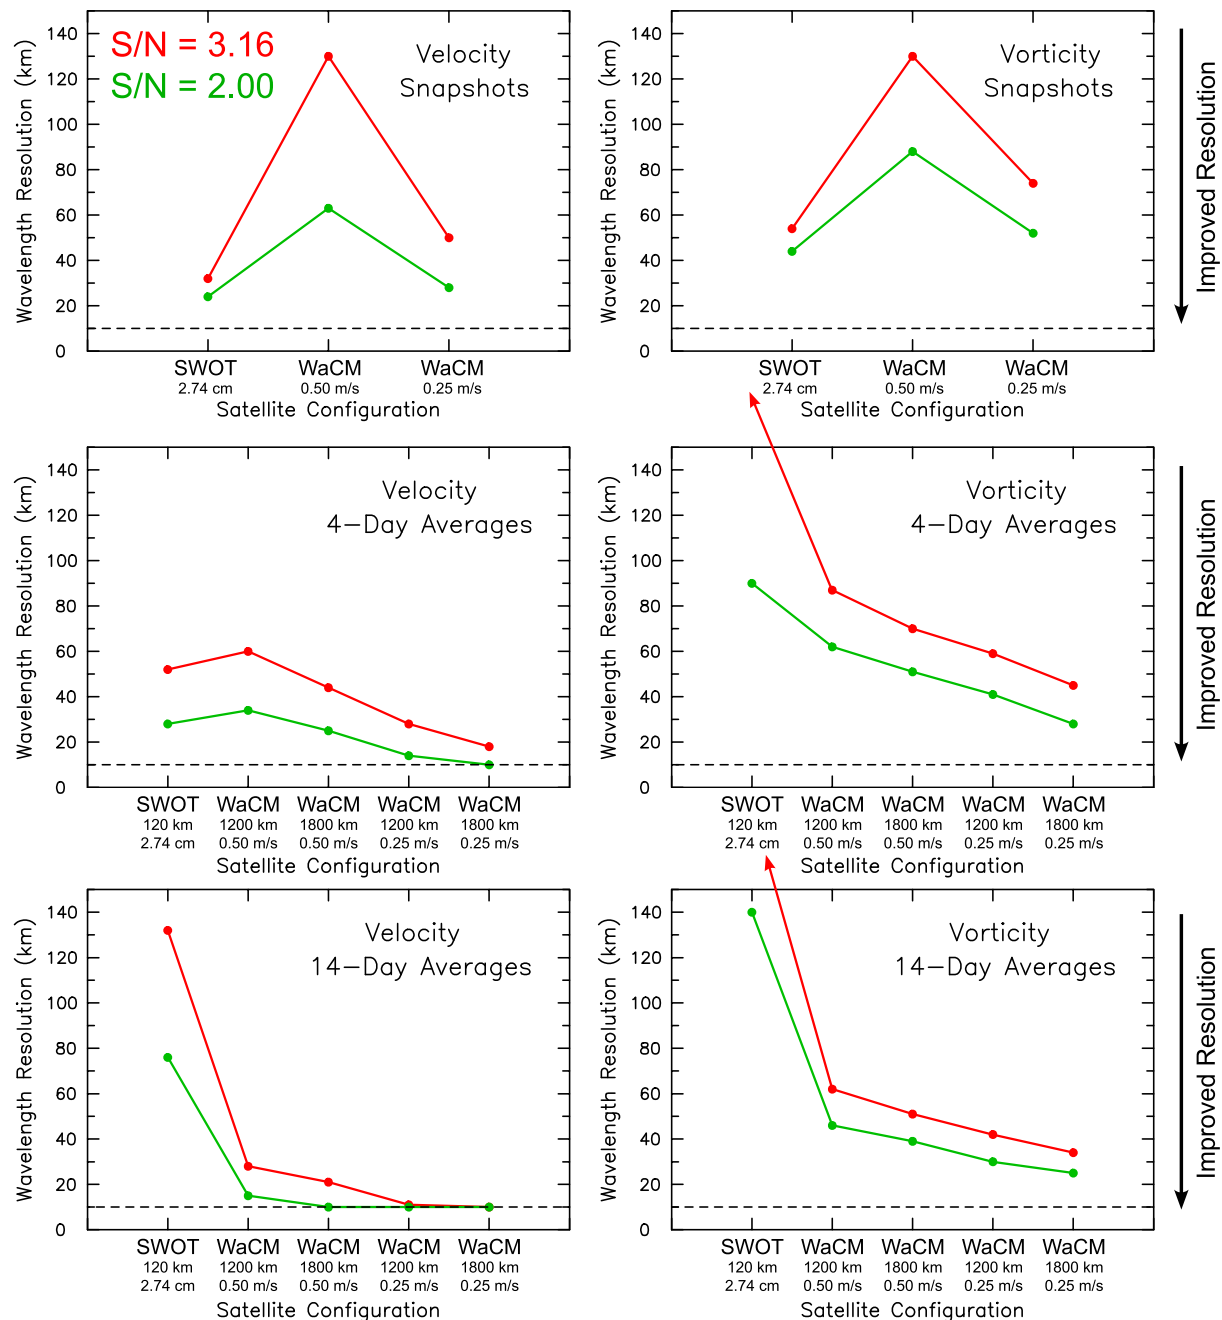 S/N = 3.16
S/N = 2.00
Velocity
Snapshots
Wavelength Resolution (km)
140
120
100
80
60
40
20
0
SWOT WaCM WaCM
2.74 cm 0.50 m/s 0.25 m/s
Satellite Configuration
Vorticity
Snapshots
Wavelength Resolution (km)
140
120
100
80
60
40
20
0
SWOT WaCM WaCM
2.74 cm 0.50 m/s 0.25 m/s
Satellite Configuration
Improved Resolution
Velocity
4-Day Averages
Wavelength Resolution (km)
140
120
100
80
60
40
20
0
SWOT WaCM WaCM WaCM WaCM
120 km 1200 km 1800 km 1200 km 1800 km
2.74 cm 0.50 m/s 0.50 m/s 0.25 m/s 0.25 m/s
Satellite Configuration
Vorticity
4-Day Averages
Wavelength Resolution (km)
140
120
100
80
60
40
20
0
SWOT WaCM WaCM WaCM WaCM
120 km 1200 km 1800 km 1200 km 1800 km
2.74 cm 0.50 m/s 0.50 m/s 0.25 m/s 0.25 m/s
Satellite Configuration
Improved Resolution
Velocity
14-Day Averages
Wavelength Resolution (km)
140
120
100
80
60
40
20
0
SWOT WaCM WaCM WaCM WaCM
120 km 1200 km 1800 km 1200 km 1800 km
2.74 cm 0.50 m/s 0.50 m/s 0.25 m/s 0.25 m/s
Satellite Configuration
Vorticity
14-Day Averages
Wavelength Resolution (km)
140
120
100
80
60
40
20
0
SWOT WaCM WaCM WaCM WaCM
120 km 1200 km 1800 km 1200 km 1800 km
2.74 cm 0.50 m/s 0.50 m/s 0.25 m/s 0.25 m/s
Satellite Configuration
Improved Resolution